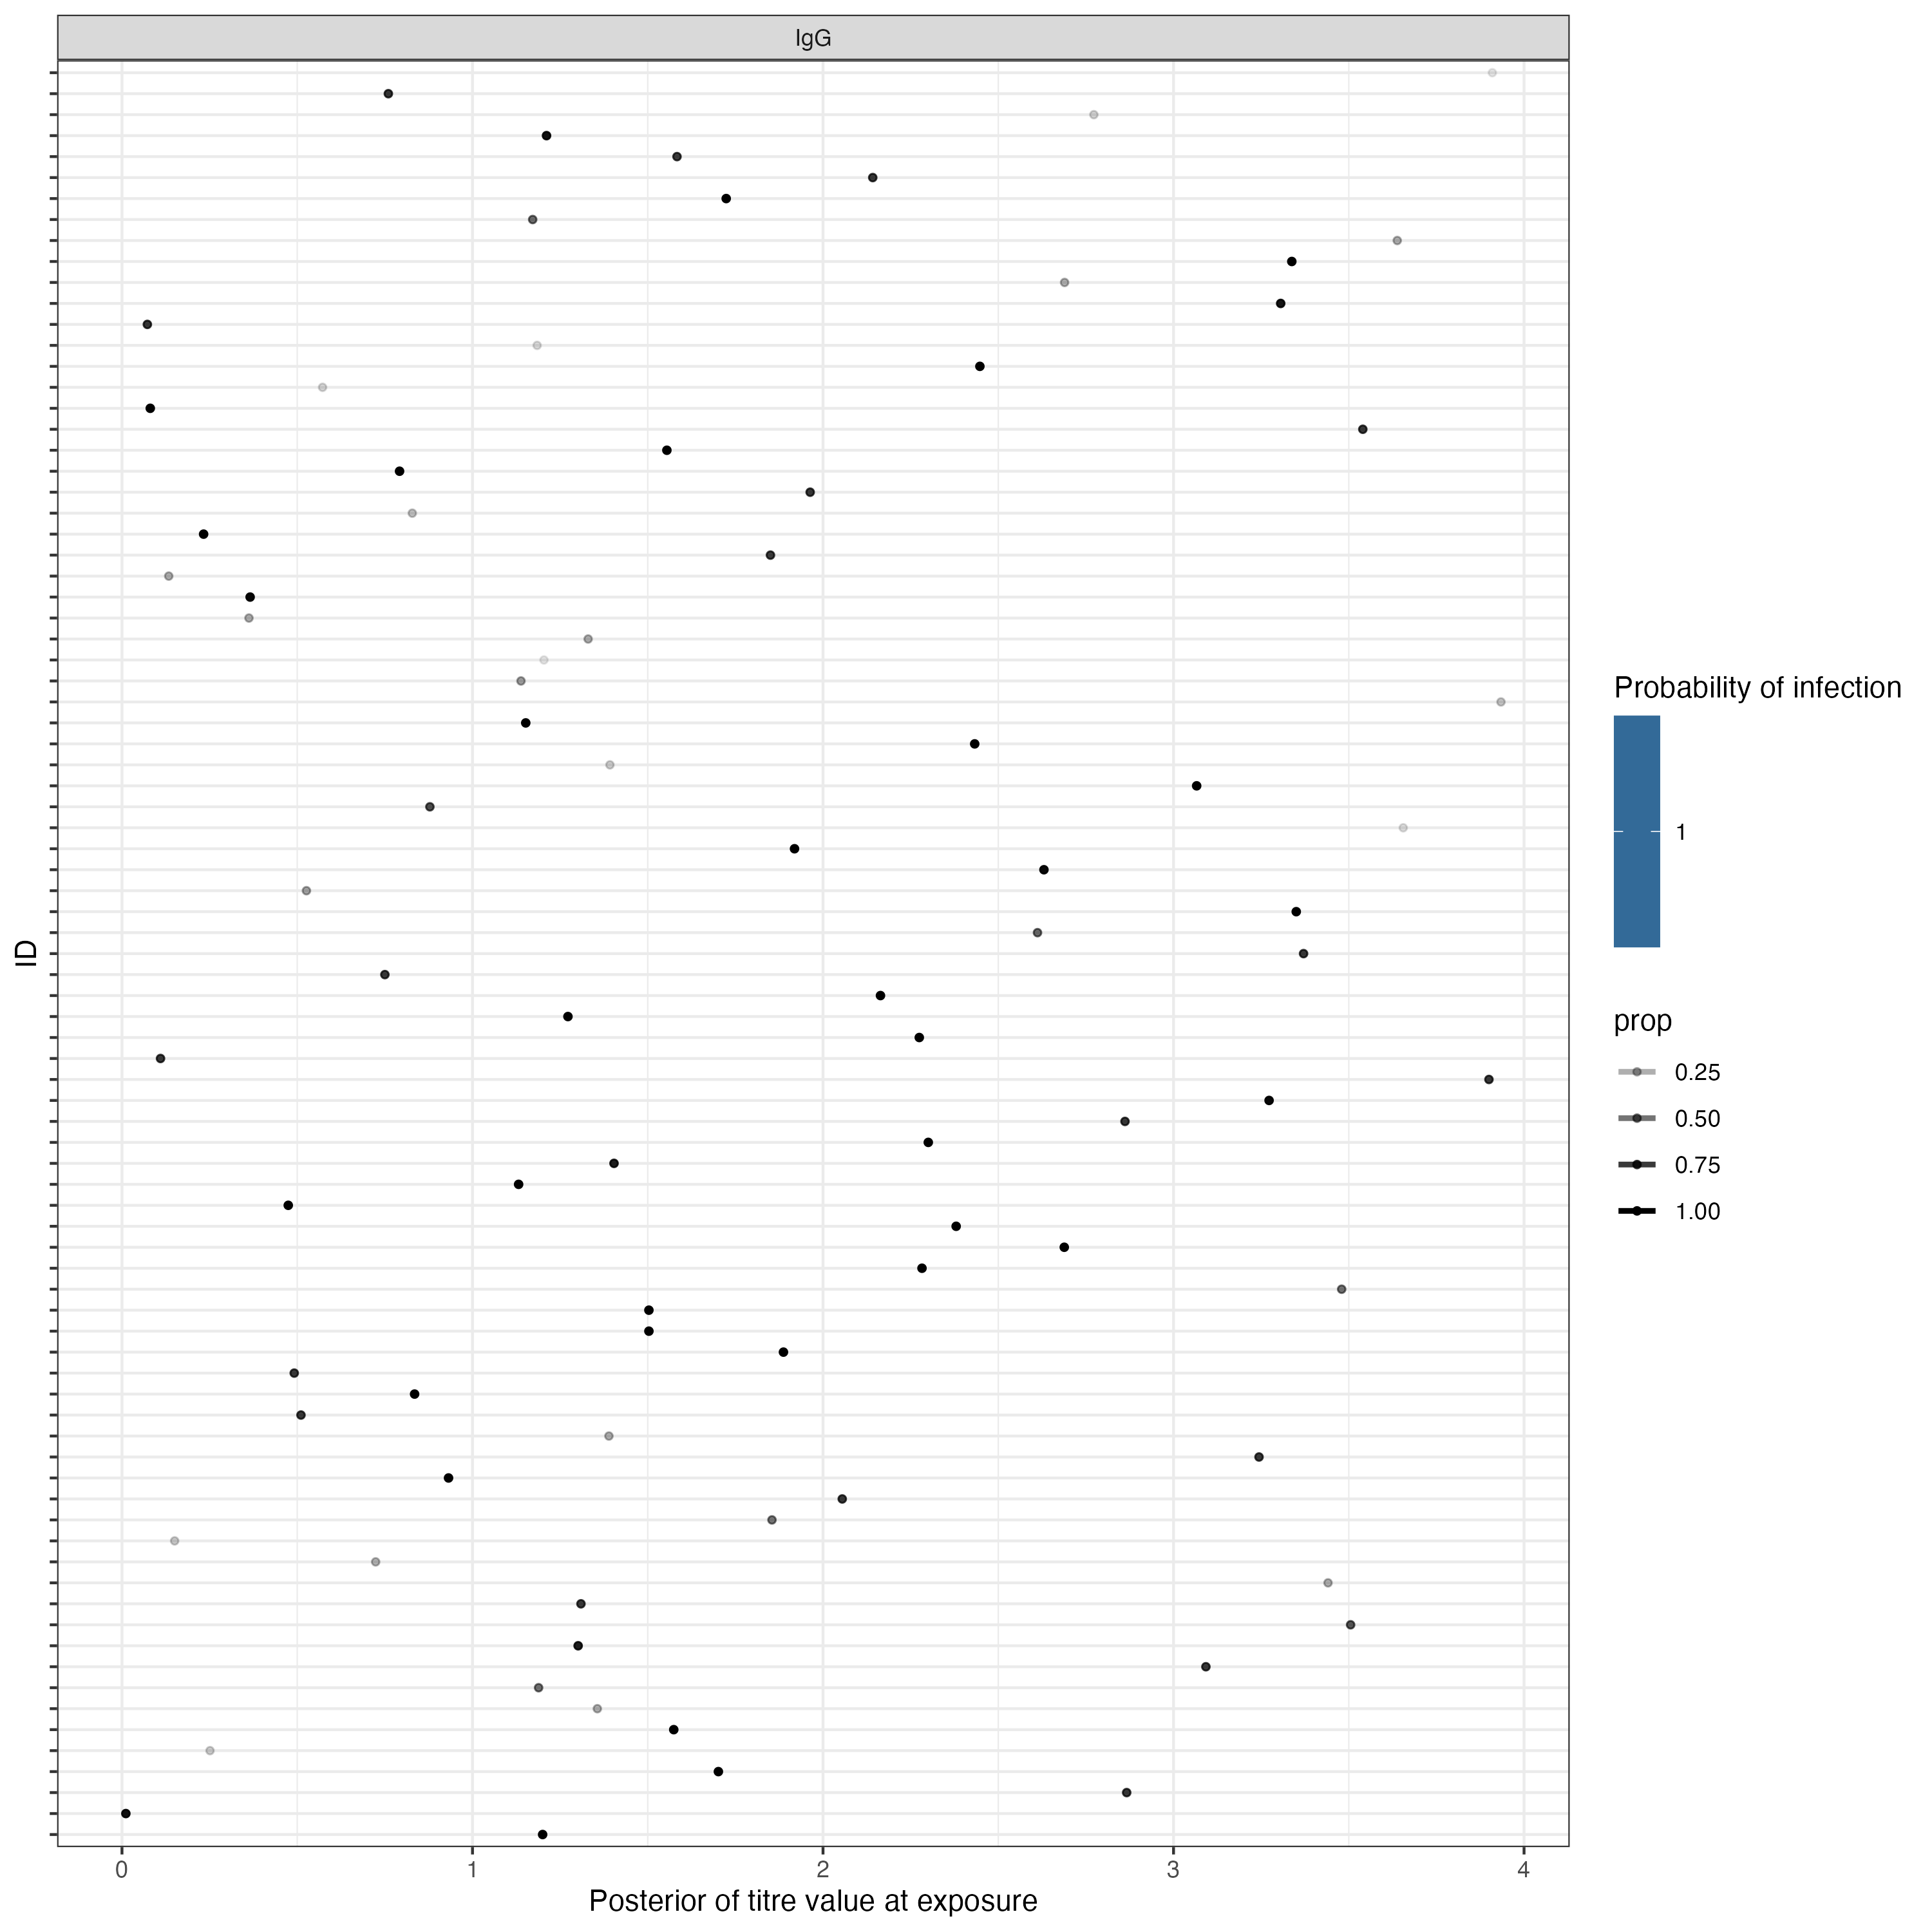 IgG
ID
Probability of infection
1
prop
0.25
0.50
0.75
1.00
0 1 2 3 4
Posterior of titre value at exposure